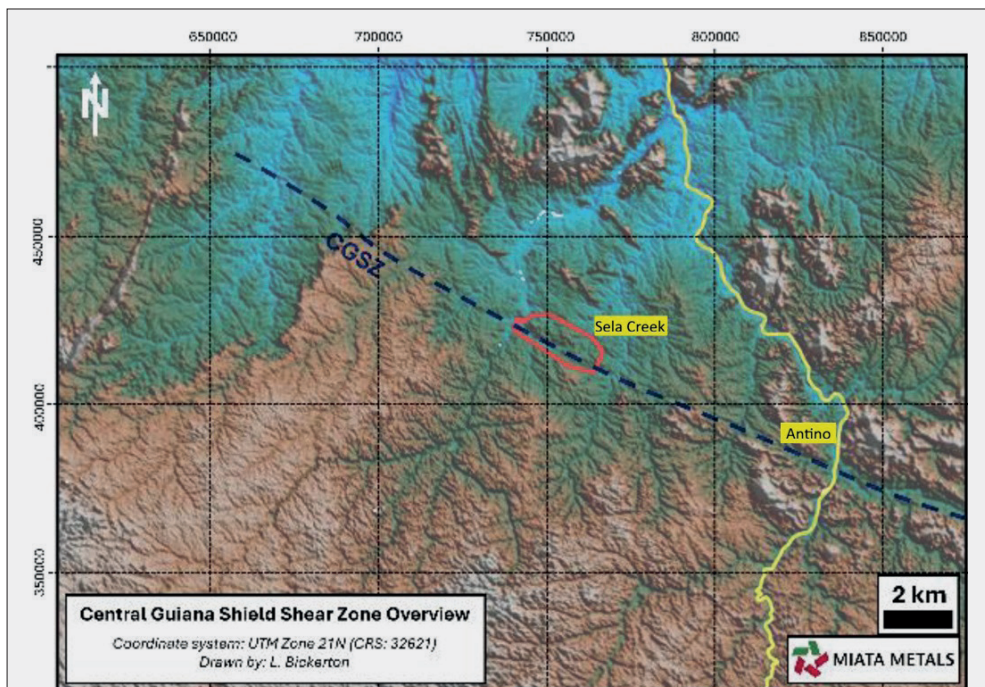 650000 700000 750000 800000 850000
N
450000
CGSZ
Sela Creek
400000
Antino
350000
Central Guiana Shield Shear Zone Overview
Coordinate system: UTM Zone 21N (CRS: 32621)
Drawn by: L. Bickerton
2 km
MIATA METALS